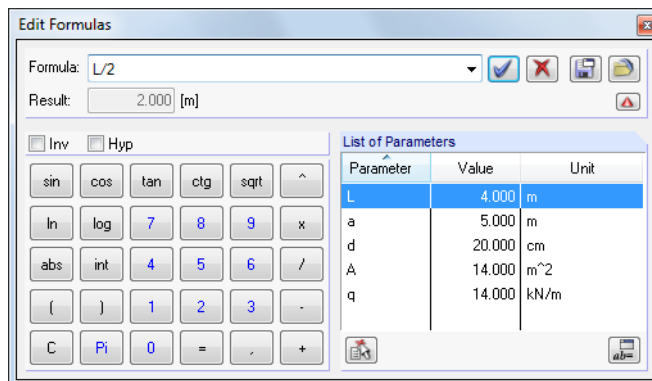 Edit Formulas
Formula: L/2
Result: 2.000 [m]
Inv Hyp
sin cos tan ctg sqrt ^
ln log 7 8 9 x
abs int 4 5 6 /
( ) 1 2 3 -
C Pi 0 = , +
List of Parameters
Parameter Value Unit
L 4.000 m
a 5.000 m
d 20.000 cm
A 14.000 m^2
q 14.000 kN/m
ab=